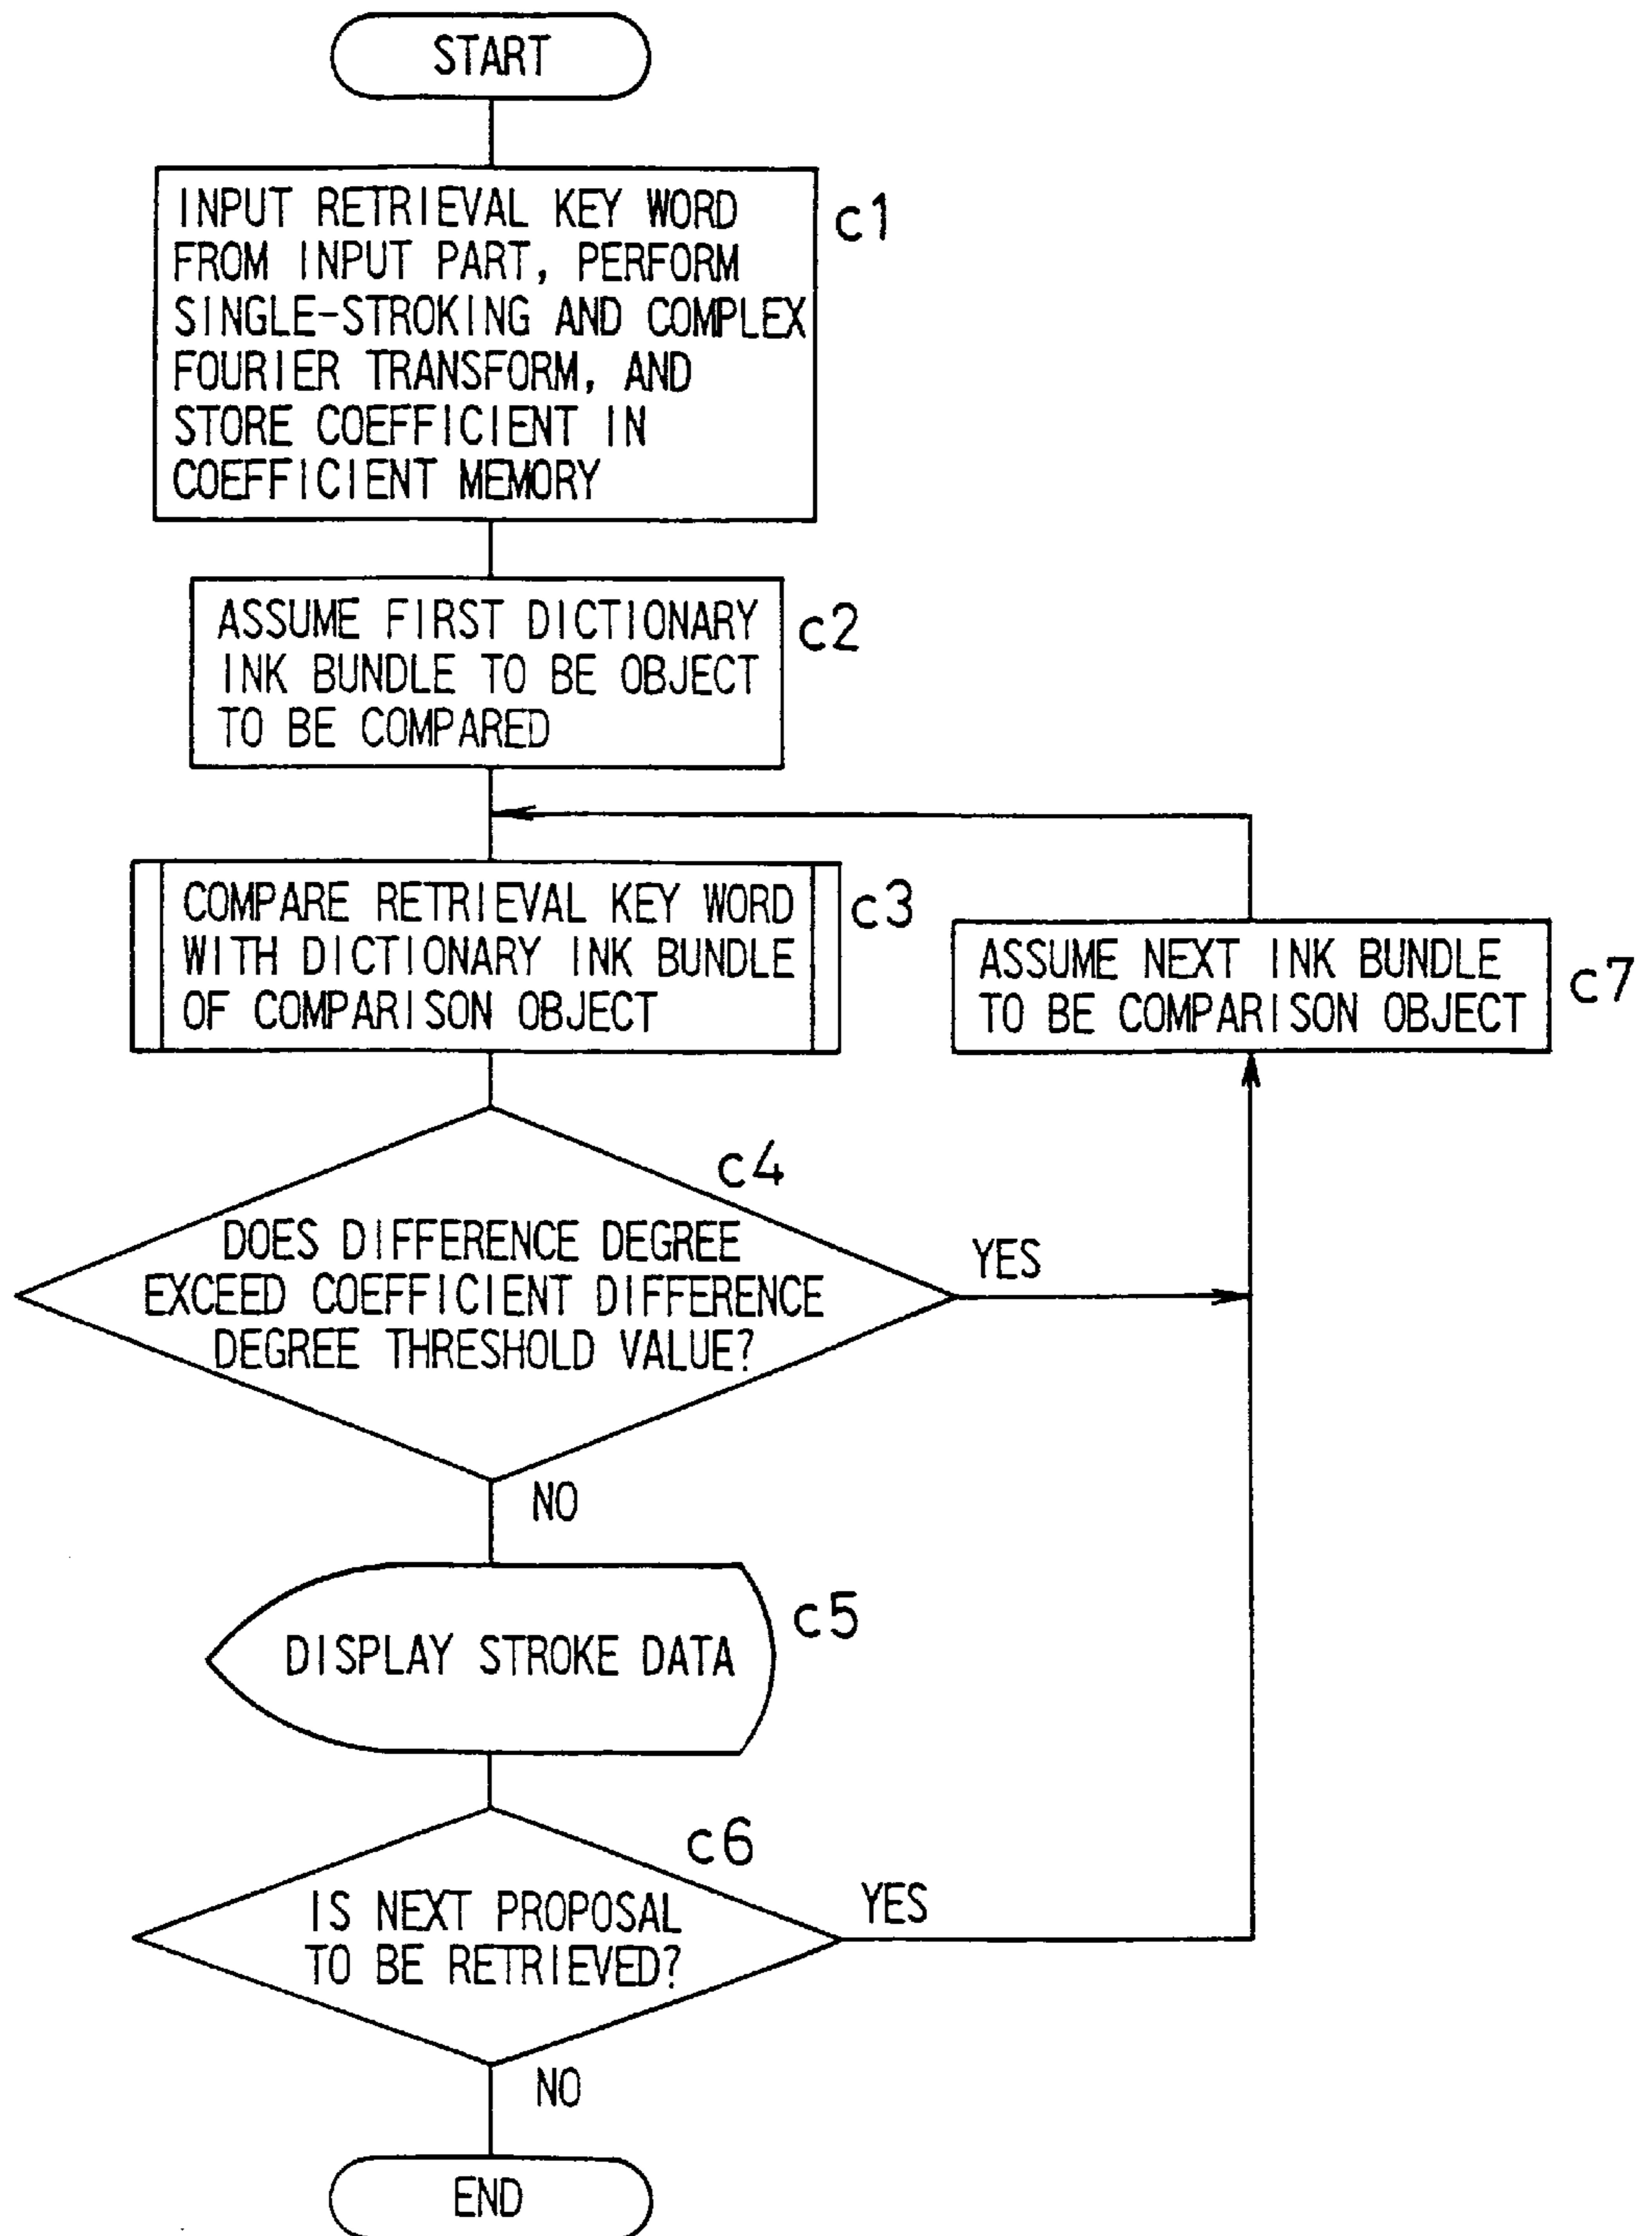 START
INPUT RETRIEVAL KEY WORD
FROM INPUT PART, PERFORM
SINGLE-STROKING AND COMPLEX
FOURIER TRANSFORM, AND
STORE COEFFICIENT IN
COEFFICIENT MEMORY
c1
ASSUME FIRST DICTIONARY
INK BUNDLE TO BE OBJECT
TO BE COMPARED
c2
COMPARE RETRIEVAL KEY WORD
WITH DICTIONARY INK BUNDLE
OF COMPARISON OBJECT
c3
ASSUME NEXT INK BUNDLE
TO BE COMPARISON OBJECT
c7
c4
DOES DIFFERENCE DEGREE
EXCEED COEFFICIENT DIFFERENCE
DEGREE THRESHOLD VALUE?
YES
NO
DISPLAY STROKE DATA
c5
c6
IS NEXT PROPOSAL
TO BE RETRIEVED?
YES
NO
END